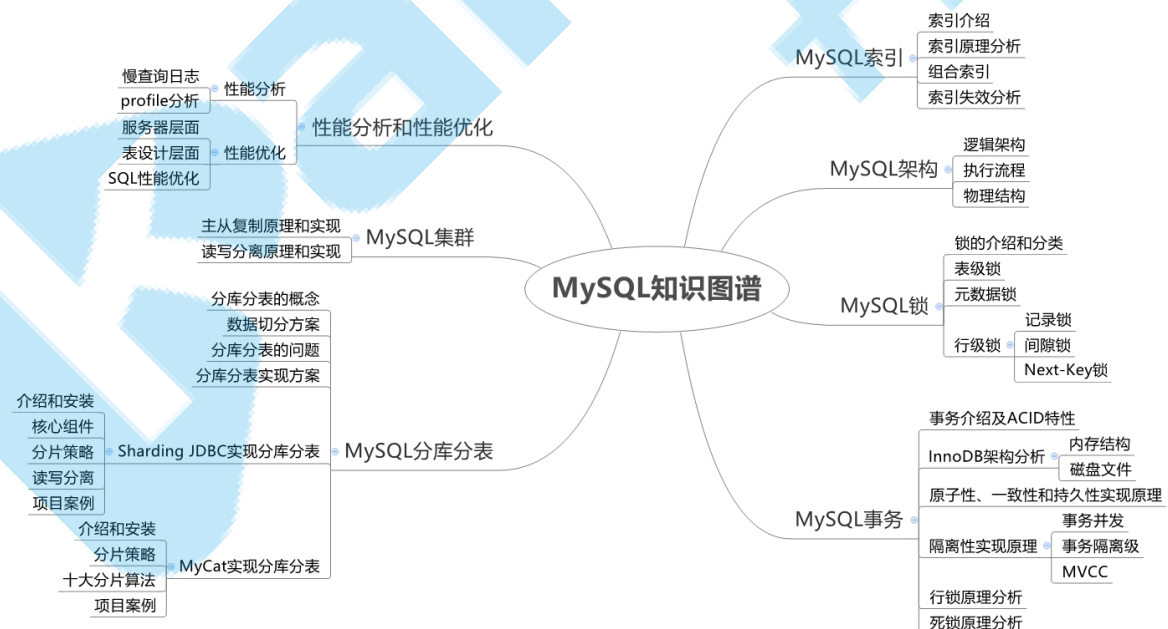 MySQL知识图谱
MySQL索引
索引介绍
索引原理分析
组合索引
索引失效分析
MySQL架构
逻辑架构
执行流程
物理结构
MySQL锁
锁的介绍和分类
表级锁
元数据锁
行级锁
记录锁
间隙锁
Next-Key锁
MySQL事务
事务介绍及ACID特性
InnoDB架构分析
内存结构
磁盘文件
原子性、一致性和持久性实现原理
隔离性实现原理
事务并发
事务隔离级
MVCC
行锁原理分析
死锁原理分析
性能分析和性能优化
性能分析
慢查询日志
profile分析
性能优化
服务器层面
表设计层面
SQL性能优化
MySQL集群
主从复制原理和实现
读写分离原理和实现
MySQL分库分表
分库分表的概念
数据切分方案
分库分表的问题
分库分表实现方案
Sharding JDBC实现分库分表
介绍和安装
核心组件
分片策略
读写分离
项目案例
MyCat实现分库分表
介绍和安装
分片策略
十大分片算法
项目案例